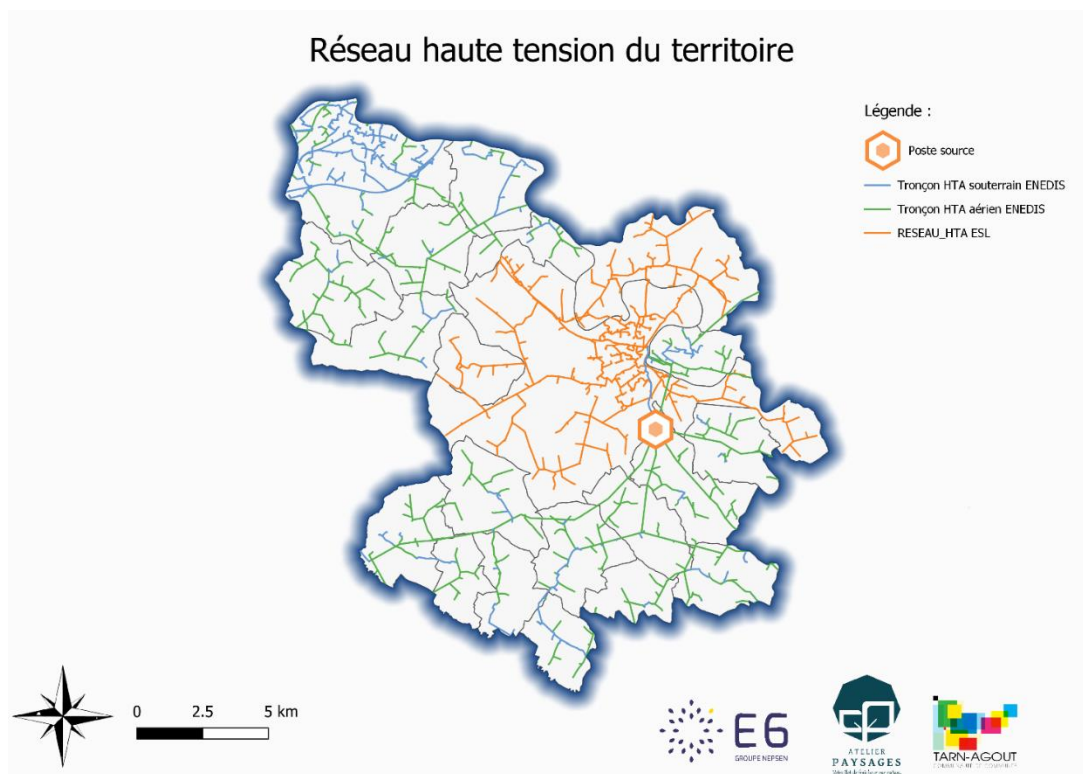 Réseau haute tension du territoire
Légende :
Poste source
Tronçon HTA souterrain ENEDIS
Tronçon HTA aérien ENEDIS
RESEAU_HTA ESL
0 2.5 5 km
E6
GROUPE NEPSEN
ATELIER
PAYSAGES
TARN-AGOUT